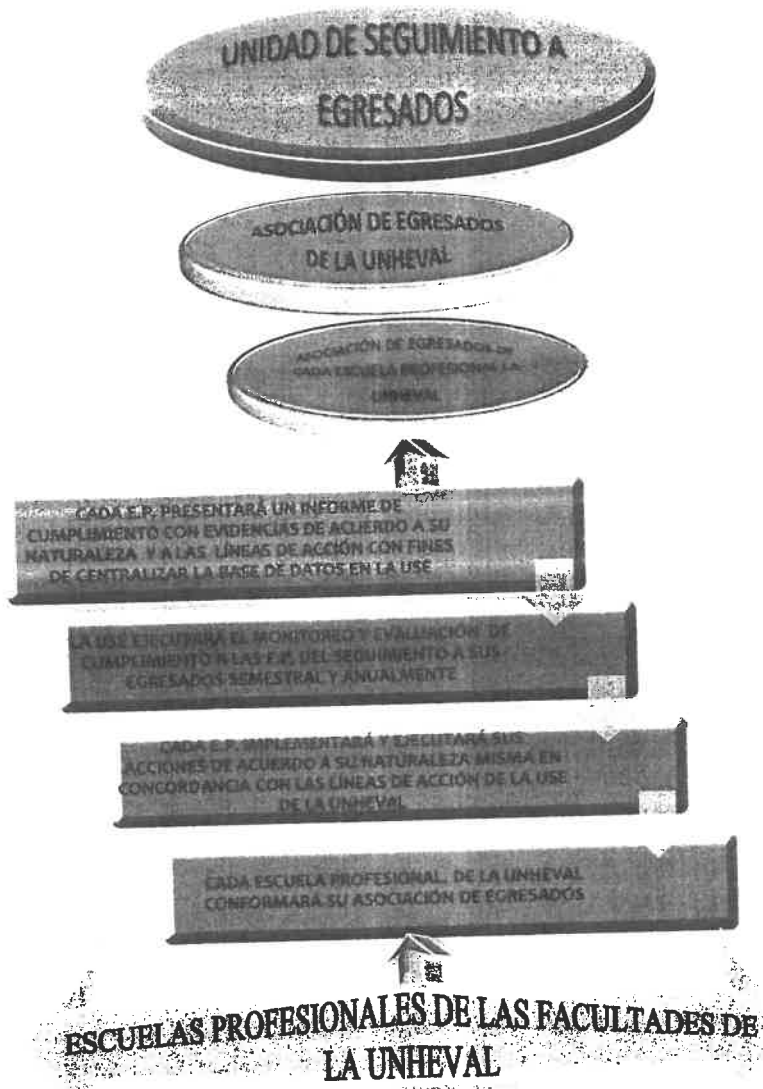 UNIDAD DE SEGUIMIENTO A
EGRESADOS
ASOCIACIÓN DE EGRESADOS
DE LA UNHEVAL
ASOCIACIÓN DE EGRESADOS DE
CADA ESCUELA PROFESIONAL LA
UNHEVAL
CADA E.P. PRESENTARÁ UN INFORME DE
CUMPLIMIENTO CON EVIDENCIAS DE ACUERDO A SU
NATURALEZA Y A LAS LÍNEAS DE ACCIÓN CON FINES
DE CENTRALIZAR LA BASE DE DATOS EN LA USE
LA USE EJECUTARÁ EL MONITOREO Y EVALUACIÓN DE
CUMPLIMIENTO A LAS E.P. DEL SEGUIMIENTO A SUS
EGRESADOS SEMESTRAL Y ANUALMENTE
CADA E.P. IMPLEMENTARÁ Y EJECUTARÁ SUS
ACCIONES DE ACUERDO A SU NATURALEZA MISMA EN
CONCORDANCIA CON LAS LÍNEAS DE ACCIÓN DE LA USE
DE LA UNHEVAL
CADA ESCUELA PROFESIONAL, DE LA UNHEVAL
CONFORMARÁ SU ASOCIACIÓN DE EGRESADOS
ESCUELAS PROFESIONALES DE LAS FACULTADES DE
LA UNHEVAL